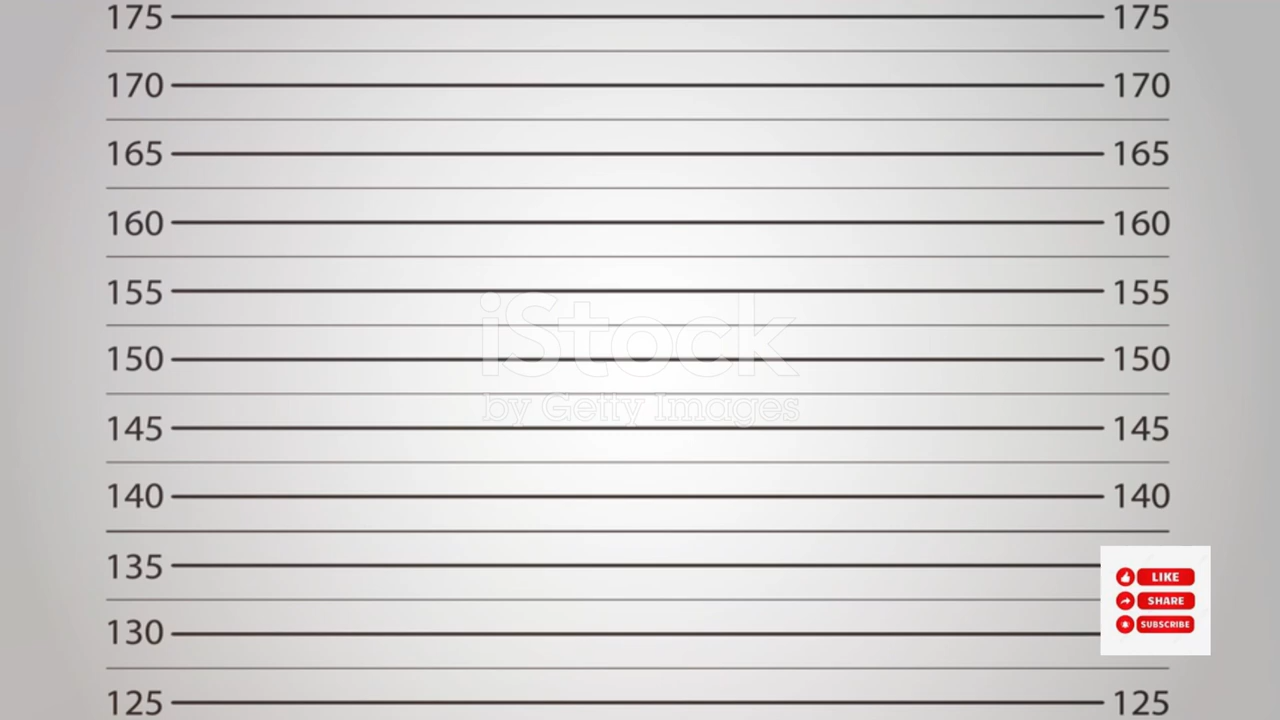 175 175
170 170
165 165
160 160
155 155
iStock
150 150
by Getty Images
145 145
140 140
135
LIKE
SHARE
SUBSCRIBE
130
125 125